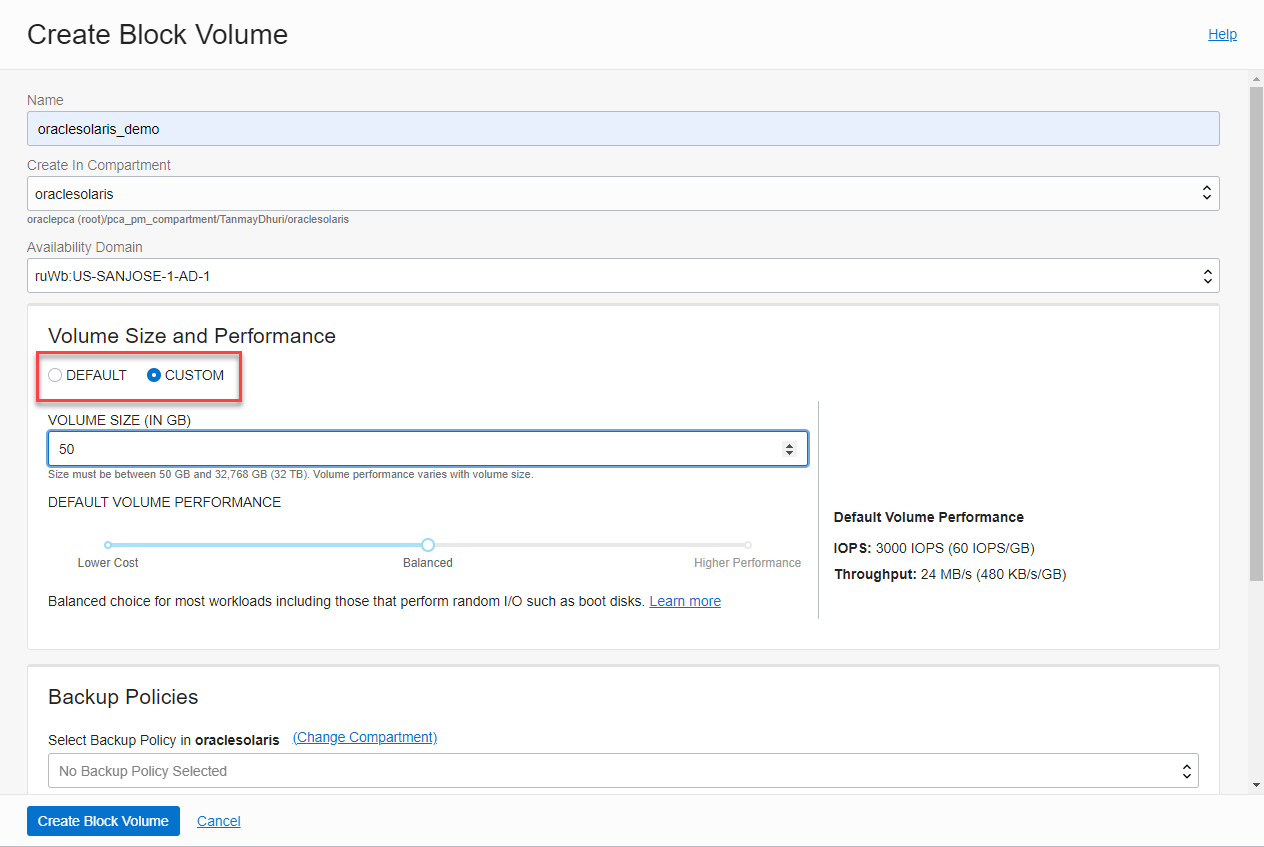 Create Block Volume
Help
Name
oraclesolaris_demo
Create In Compartment
oraclesolaris
oraclepca (root)/pca_pm_compartment/TanmayDhuri/oraclesolaris
Availability Domain
ruWb:US-SANJOSE-1-AD-1
Volume Size and Performance
DEFAULT CUSTOM
VOLUME SIZE (IN GB)
50
Size must be between 50 GB and 32,768 GB (32 TB). Volume performance varies with volume size.
DEFAULT VOLUME PERFORMANCE
Lower Cost Balanced Higher Performance
Balanced choice for most workloads including those that perform random I/O such as boot disks. Learn more
Default Volume Performance
IOPS: 3000 IOPS (60 IOPS/GB)
Throughput: 24 MB/s (480 KB/s/GB)
Backup Policies
Select Backup Policy in oraclesolaris (Change Compartment)
No Backup Policy Selected
Create Block Volume Cancel